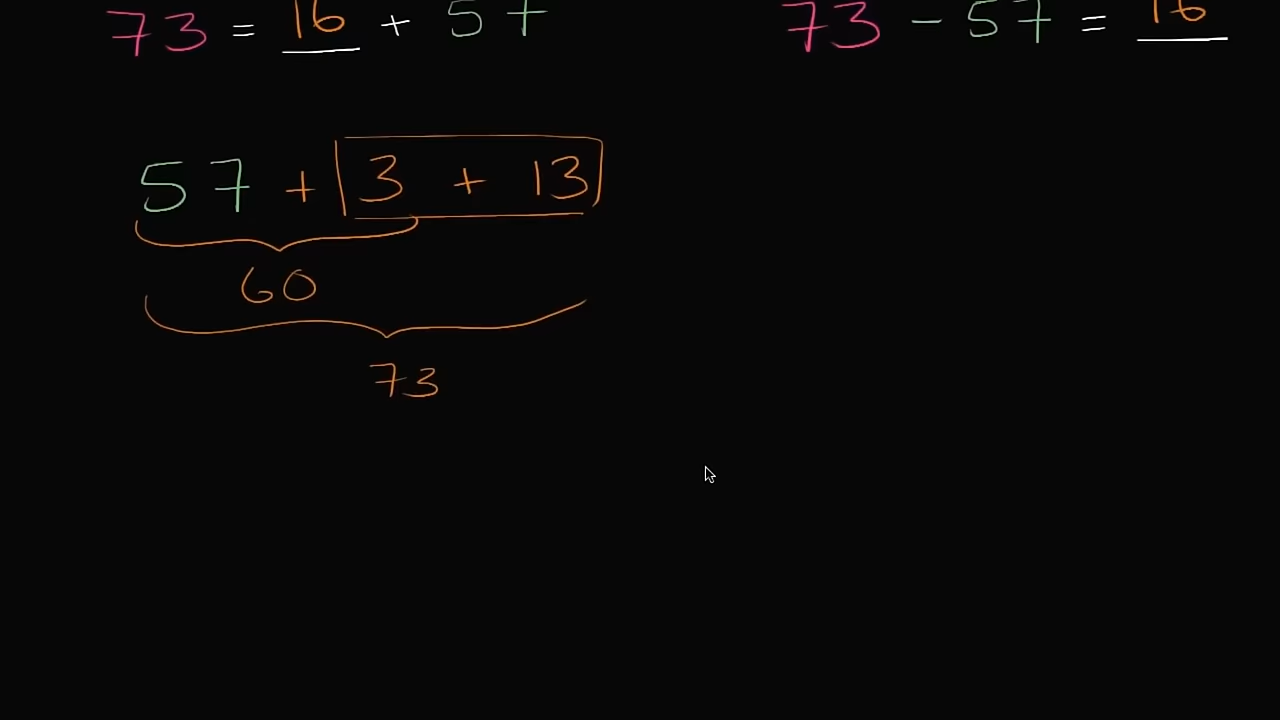 73 = 16 + 57
73 - 57 = 16
57 + 3 + 13
60
73